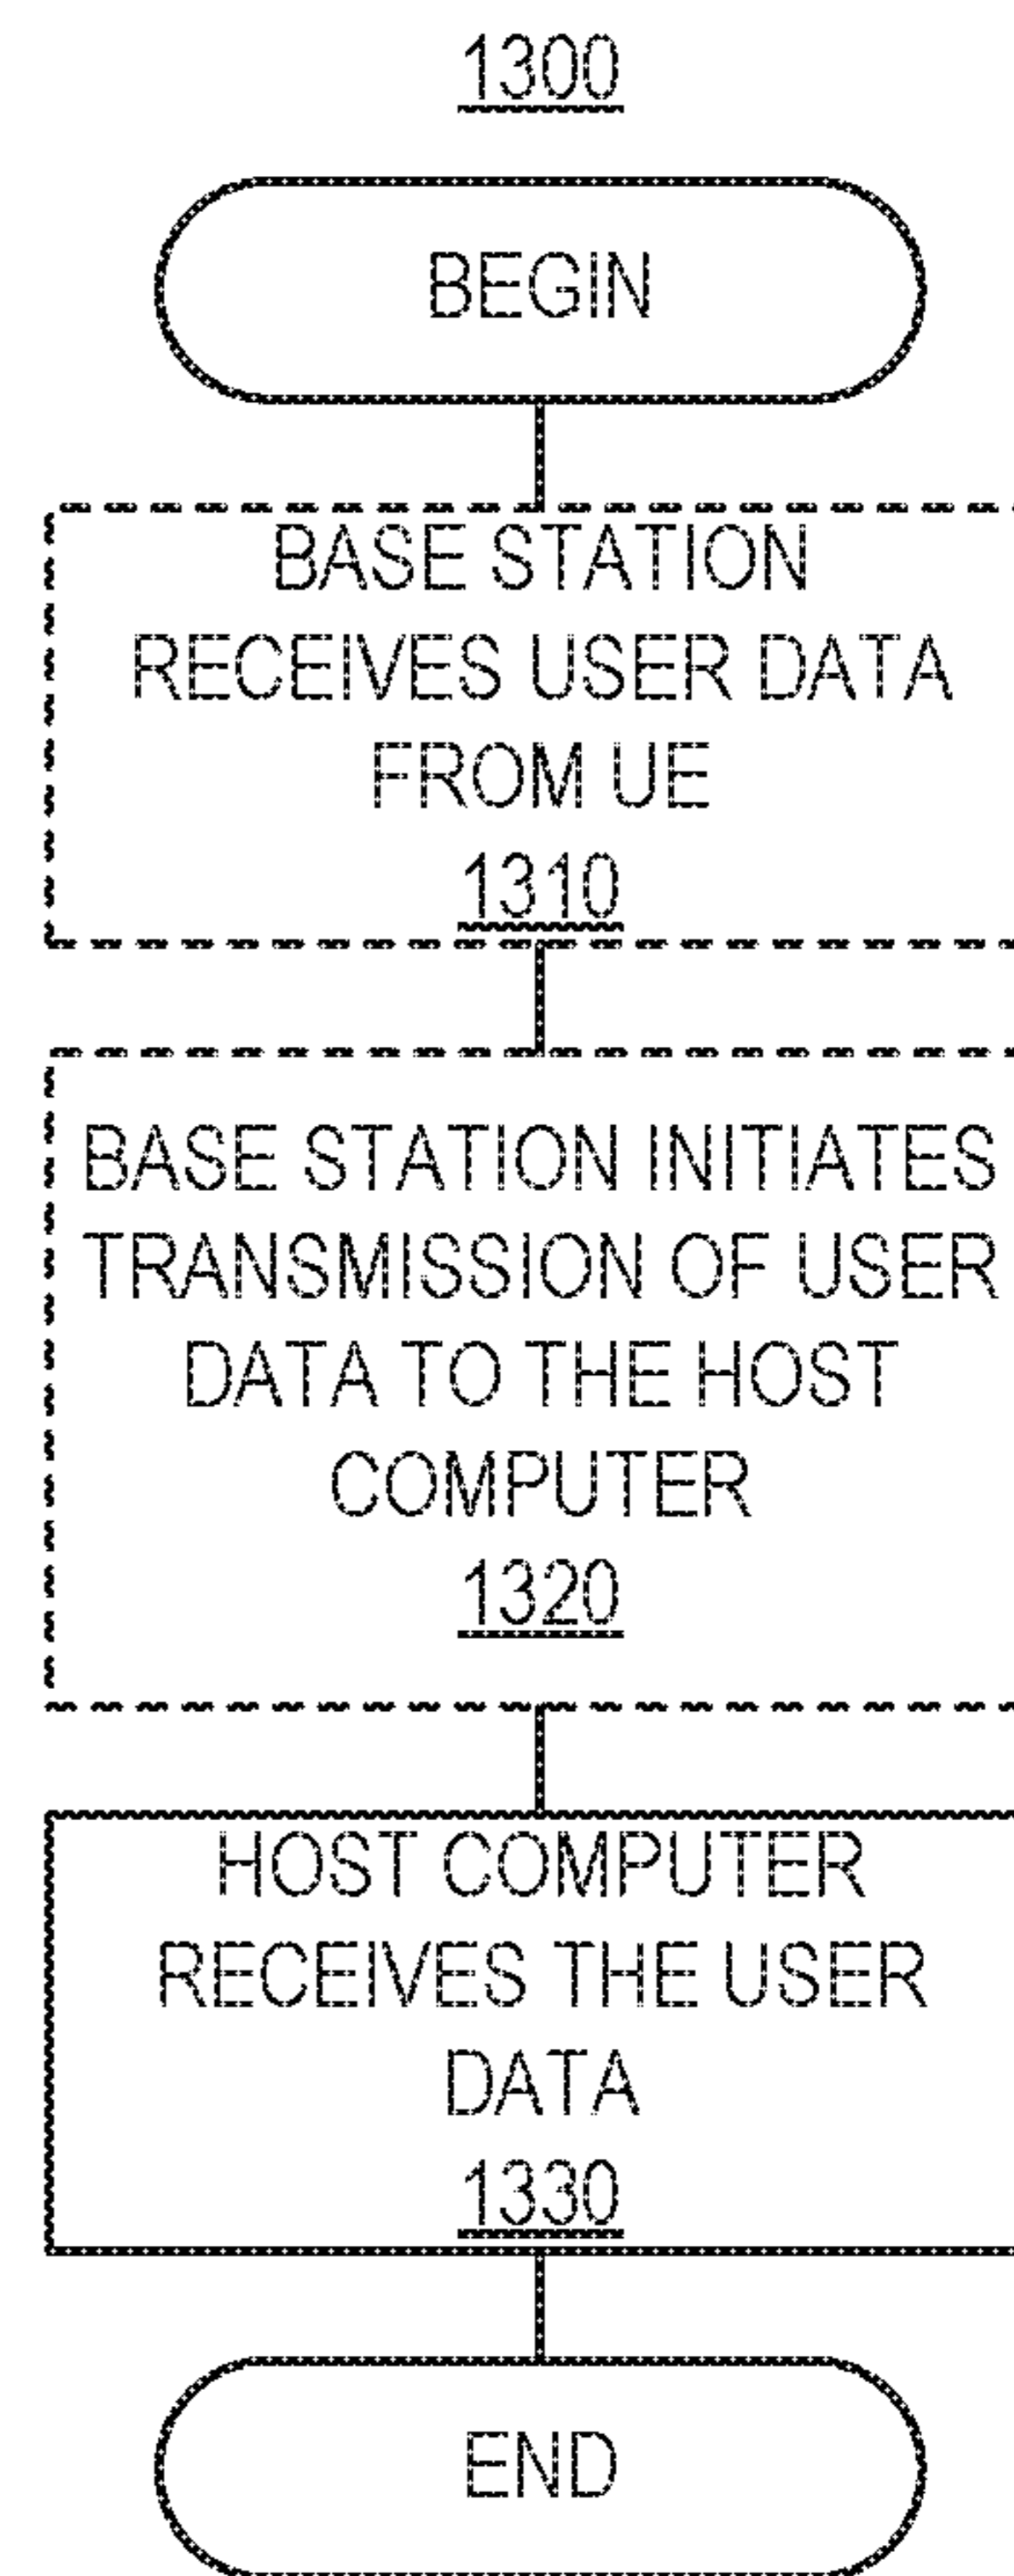 1300
BEGIN
BASE STATION
RECEIVES USER DATA
FROM UE
1310
BASE STATION INITIATES
TRANSMISSION OF USER
DATA TO THE HOST
COMPUTER
1320
HOST COMPUTER
RECEIVES THE USER
DATA
1330
END